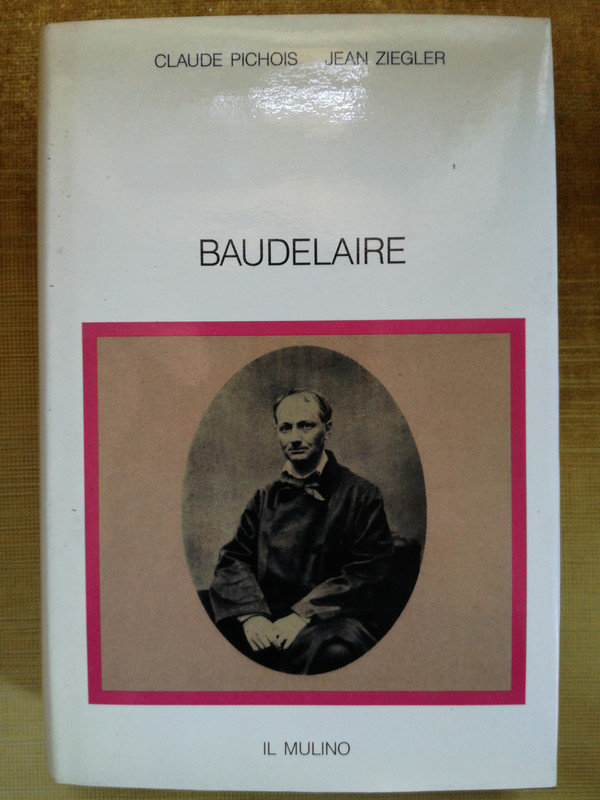 CLAUDE PICHOIS JEAN ZIEGLER
BAUDELAIRE
IL MULINO